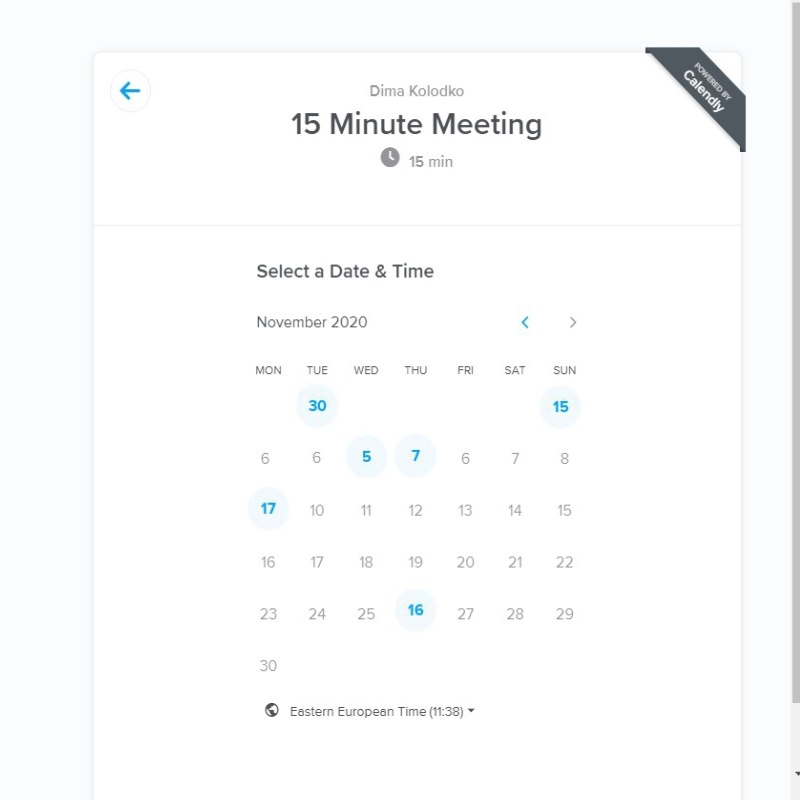 POWERED BY
Calendly
Dima Kolodko
15 Minute Meeting
15 min
Select a Date & Time
November 2020
MON TUE WED THU FRI SAT SUN
30 15
6 6 5 7 6 7 8
17 10 11 12 13 14 15
16 17 18 19 20 21 22
23 24 25 16 27 28 29
30
Eastern European Time (11:38)